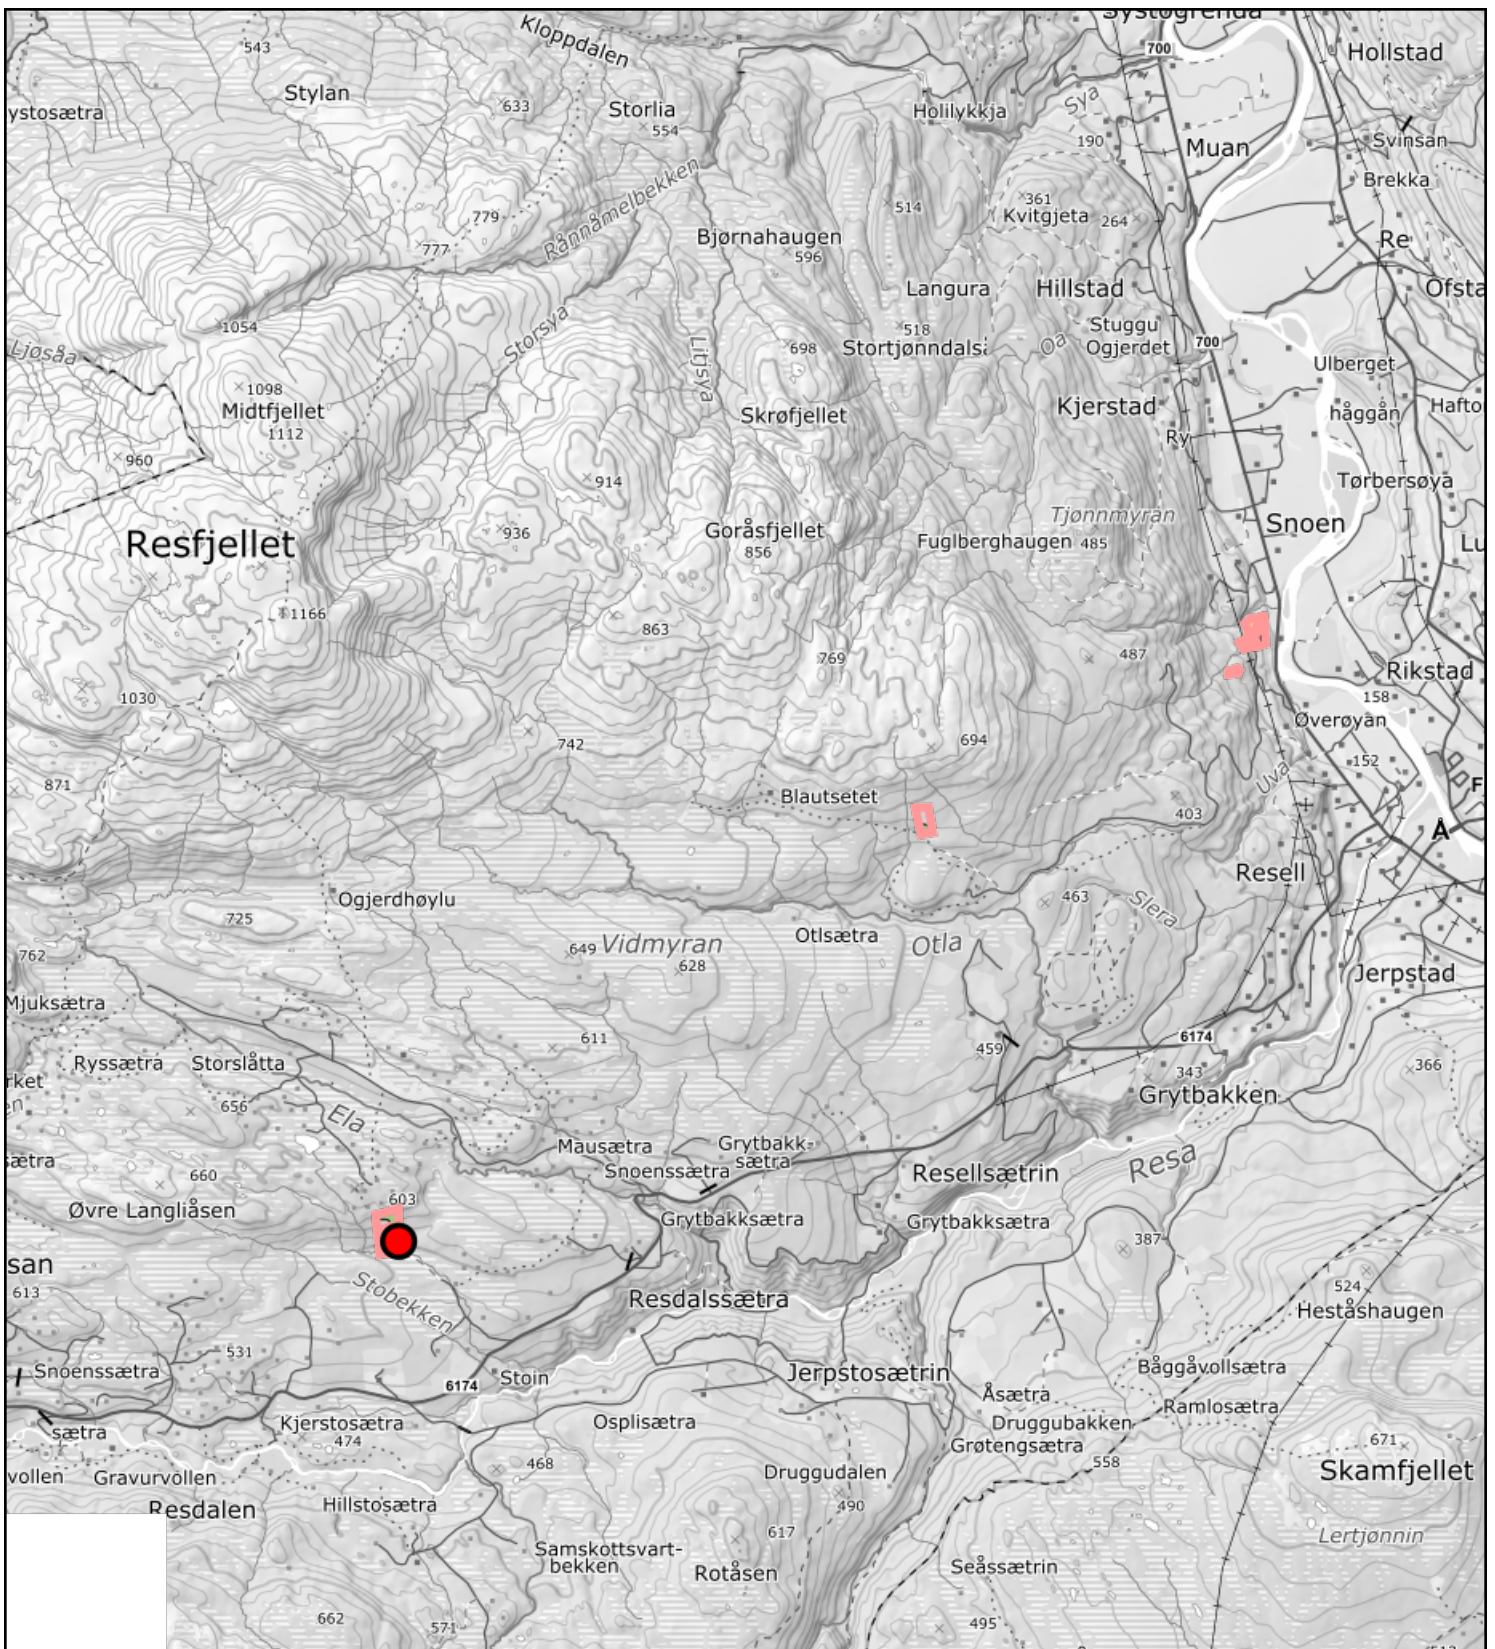 Systogrenda
Kloppdalen
543
Hollstad
700
Stylan
633
Storlia
Holilykkja
Sya
ystosætra
554
190
Muan
Svinsan
Brekka
Rånnåmelbekken
514
361
Kvitgjeta
264
779
777
Bjørnahaugen
596
Re
Langura
Hillstad
Ofsta
1054
Storsya
518
Stortjønndalså
Oa
Stuggu
Ogjerdet
700
Ljøsåa
Litjsya
698
Ulberget
1098
Midtfjellet
1112
Skrøfjellet
Kjerstad
håggån
Hafto
Ry
960
914
Tørbersøya
936
Goråsfjellet
856
Tjønnmyran
Fuglberghaugen 485
Snoen
Lu
Resfjellet
1166
863
769
487
Rikstad
1030
158
Øverøyan
742
694
152
871
Blautsetet
Uva
403
F
Å
Ogjerdhøylu
463
Slera
Resell
725
649
Vidmyran
Otlsætra
Otla
762
628
Jerpstad
Mjuksætra
611
459
6174
Ryssætra
Storslåtta
343
366
rket
en
656
Ela
Grytbakken
Mausætra
Grytbakk-
sætra
sætra
Snoenssætra
Resellsætrin
Resa
660
603
Øvre Langliåsen
Grytbakksætra
Grytbakksætra
387
san
613
Stobekken
Resdalssætra
524
Heståshaugen
531
Snoenssætra
6174
Stoin
Jerpstosætrin
Båggåvollsætra
Åsætra
Ramlosætra
sætra
Kjerstosætra
474
Osplisætra
Druggubakken
Grøtengsætra
671
vollen
Gravurvollen
468
Druggudalen
558
Skamfjellet
Resdalen
Hillstosætra
490
617
Lertjønnin
Samskottsvart-
bekken
Rotåsen
Seåssætrin
662
571
495